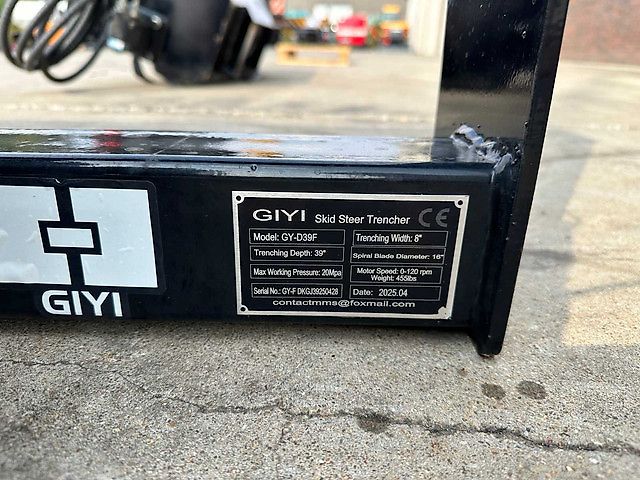 GIYI
GIYI Skid Steer Trencher CE
Model: GY-D39F
Trenching Width: 8"
Trenching Depth: 39"
Spiral Blade Diameter: 16"
Max Working Pressure: 20Mpa
Motor Speed: 0-120 rpm
Weight: 455lbs
Serial No.: GY-F DKGJ39250428
Date: 2025.04
contactmms@foxmail.com